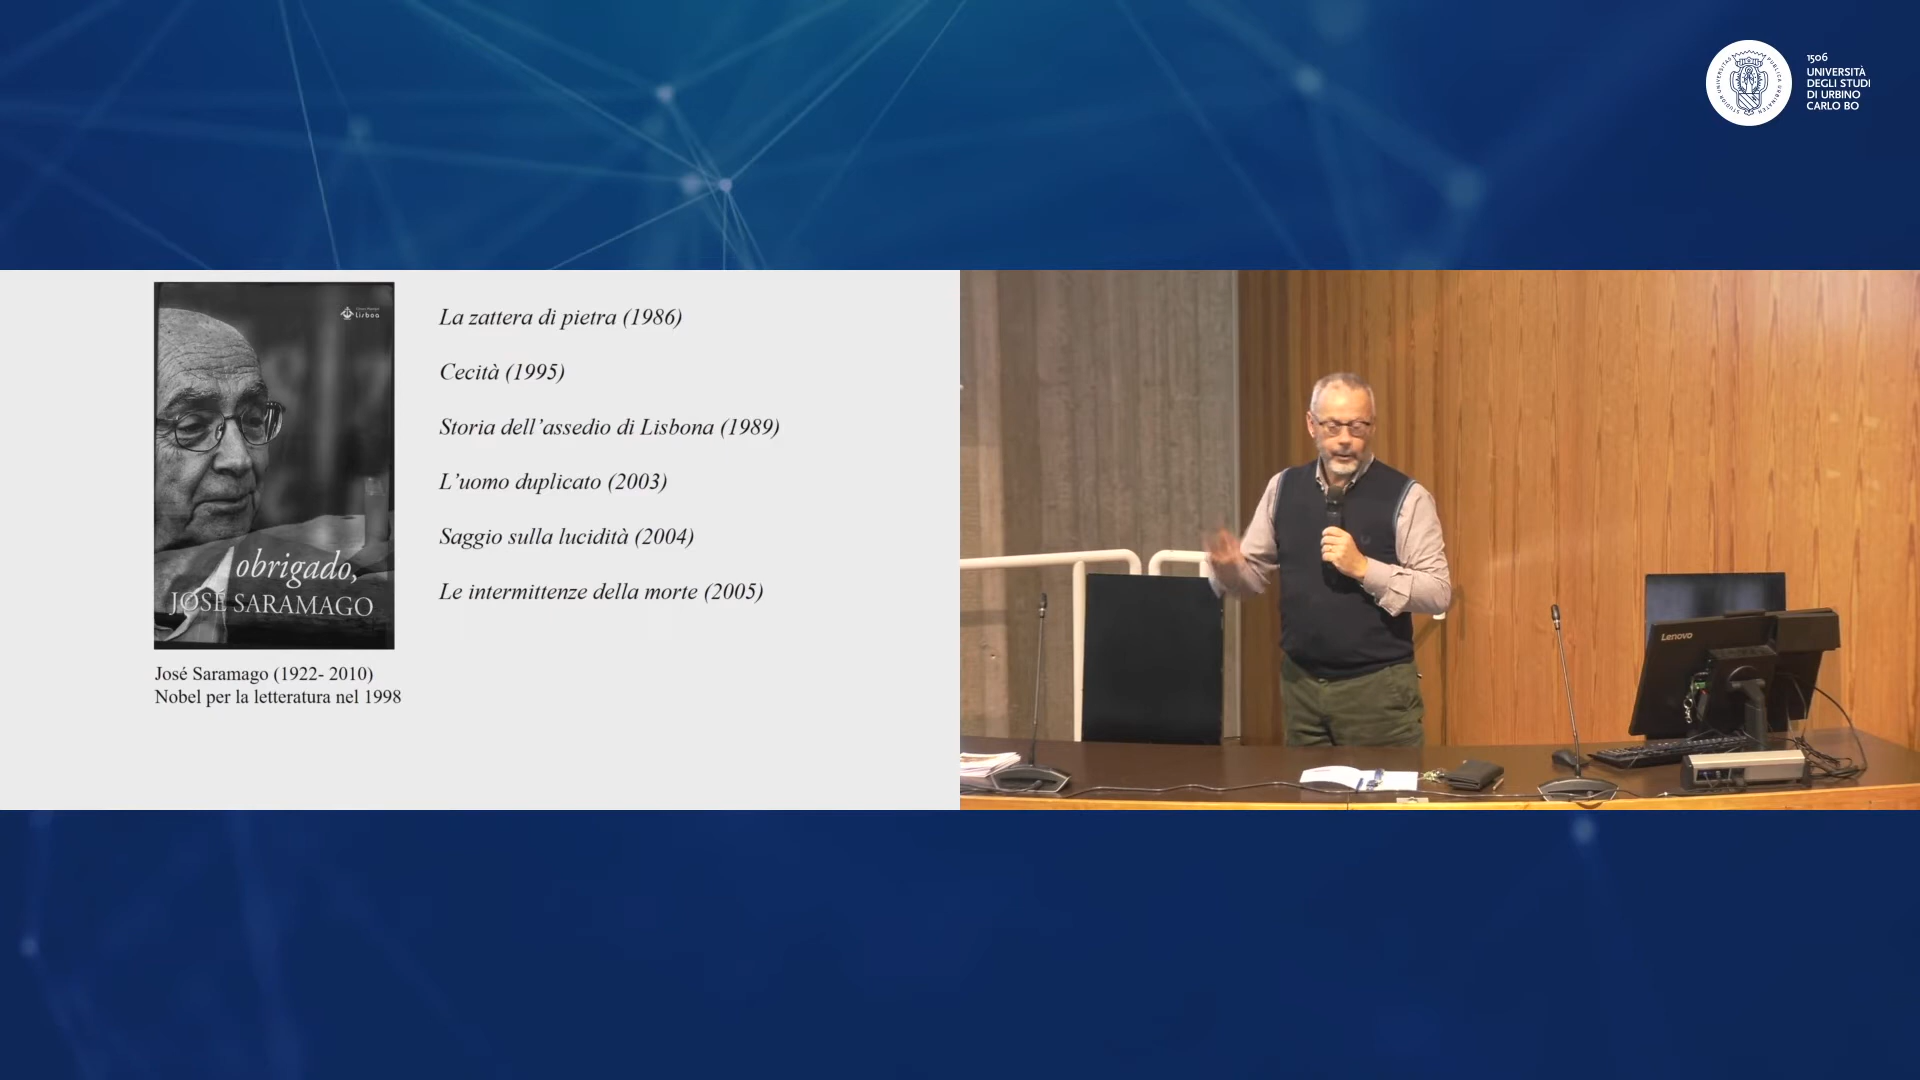 1506
UNIVERSITÀ
DEGLI STUDI
DI URBINO
CARLO BO
Lisboa
obrigado,
JOSÉ SARAMAGO
José Saramago (1922- 2010)
Nobel per la letteratura nel 1998
La zattera di pietra (1986)
Cecità (1995)
Storia dell’assedio di Lisbona (1989)
L’uomo duplicato (2003)
Saggio sulla lucidità (2004)
Le intermittenze della morte (2005)
Lenovo